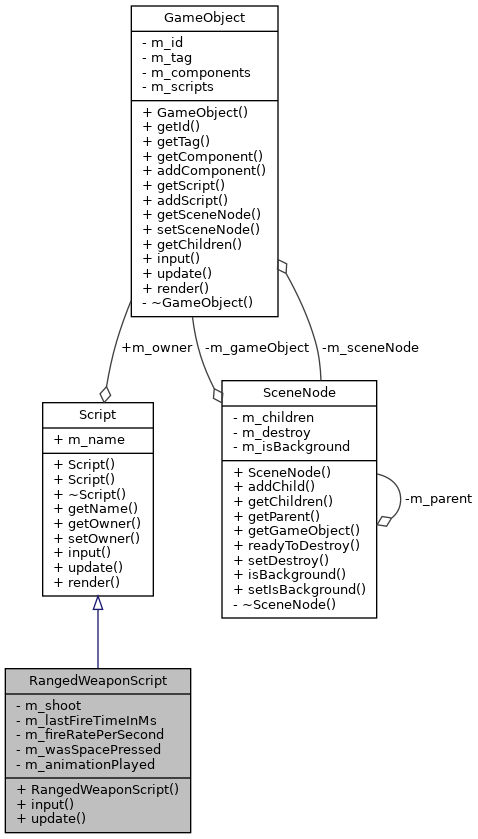 GameObject
- m_id
- m_tag
- m_components
- m_scripts
+ GameObject()
+ getId()
+ getTag()
+ getComponent()
+ addComponent()
+ getScript()
+ addScript()
+ getSceneNode()
+ setSceneNode()
+ getChildren()
+ input()
+ update()
+ render()
- ~GameObject()
+m_owner
-m_gameObject
-m_sceneNode
SceneNode
- m_children
- m_destroy
- m_isBackground
+ SceneNode()
+ addChild()
+ getChildren()
+ getParent()
+ getGameObject()
+ readyToDestroy()
+ setDestroy()
+ isBackground()
+ setIsBackground()
- ~SceneNode()
-m_parent
Script
+ m_name
+ Script()
+ Script()
+ ~Script()
+ getName()
+ getOwner()
+ setOwner()
+ input()
+ update()
+ render()
RangedWeaponScript
- m_shoot
- m_lastFireTimeInMs
- m_fireRatePerSecond
- m_wasSpacePressed
- m_animationPlayed
+ RangedWeaponScript()
+ input()
+ update()